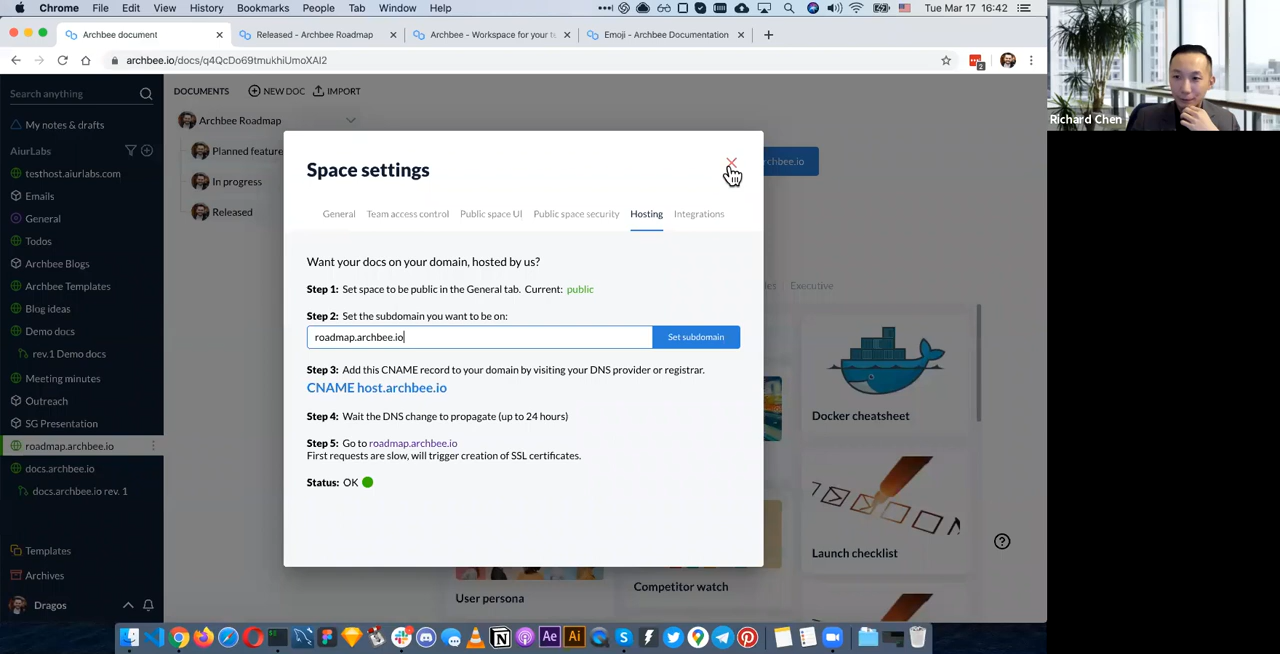 Chrome File Edit View History Bookmarks People Tab Window Help Tue Mar 17 16:42
Archbee document
Released - Archbee Roadmap
Archbee - Workspace for your t
Emoji - Archbee Documentation
archbee.io/docs/q4QcDo69tmukhiUmoXAI2
2
Richard Chen
Search anything
DOCUMENTS NEW DOC IMPORT
My notes & drafts
Archbee Roadmap
AiurLabs
Planned feature
rchbee.io
testhost.aiurlabs.com
In progress
Emails
Released
General
Todos
Archbee Blogs
Archbee Templates
Blog ideas
Demo docs
rev.1 Demo docs
Meeting minutes
Outreach
SG Presentation
roadmap.archbee.io
docs.archbee.io
docs.archbee.io rev. 1
Templates
Archives
Dragos
Space settings
General Team access control Public space UI Public space security Hosting Integrations
Want your docs on your domain, hosted by us?
Step 1: Set space to be public in the General tab. Current: public
Step 2: Set the subdomain you want to be on:
roadmap.archbee.io Set subdomain
Step 3: Add this CNAME record to your domain by visiting your DNS provider or registrar.
CNAME host.archbee.io
Step 4: Wait the DNS change to propagate (up to 24 hours)
Step 5: Go to roadmap.archbee.io
First requests are slow, will trigger creation of SSL certificates.
Status: OK
Executive
Docker cheatsheet
Launch checklist
Competitor watch
User persona
Ae Ai